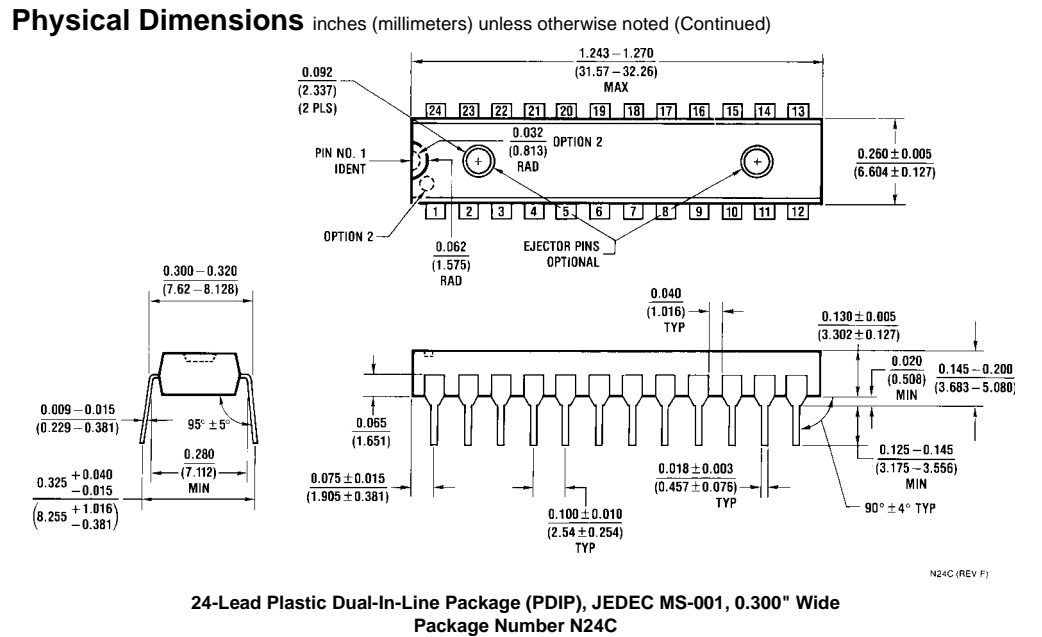 Physical Dimensions inches (millimeters) unless otherwise noted (Continued)
1.243 – 1.270
(31.57 – 32.26)
MAX
0.092
(2.337)
(2 PLS)
24 23 22 21 20 19 18 17 16 15 14 13
0.032
(0.813)
RAD
OPTION 2
PIN NO. 1
IDENT
0.260 ± 0.005
(6.604 ± 0.127)
1 2 3 4 5 6 7 8 9 10 11 12
OPTION 2
0.062
(1.575)
RAD
EJECTOR PINS
OPTIONAL
0.300 – 0.320
(7.62 – 8.128)
0.040
(1.016)
TYP
0.130 ± 0.005
(3.302 ± 0.127)
0.020
(0.508)
MIN
0.145 – 0.200
(3.683 – 5.080)
0.009 – 0.015
(0.229 – 0.381)
95° ± 5°
0.065
(1.651)
0.280
(7.112)
MIN
0.125 – 0.145
(3.175 – 3.556)
MIN
0.325 + 0.040
– 0.015
(8.255 + 1.016
– 0.381)
0.075 ± 0.015
(1.905 ± 0.381)
0.018 ± 0.003
(0.457 ± 0.076)
TYP
0.100 ± 0.010
(2.54 ± 0.254)
TYP
90° ± 4° TYP
N24C (REV F)
24-Lead Plastic Dual-In-Line Package (PDIP), JEDEC MS-001, 0.300" Wide
Package Number N24C